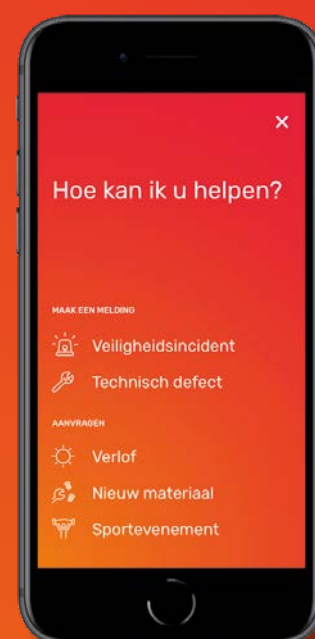 Hoe kan ik u helpen?
MAAK EEN MELDING
Veiligheidsincident
Technisch defect
AANVRAGEN
Verlof
Nieuw materiaal
Sportevenement